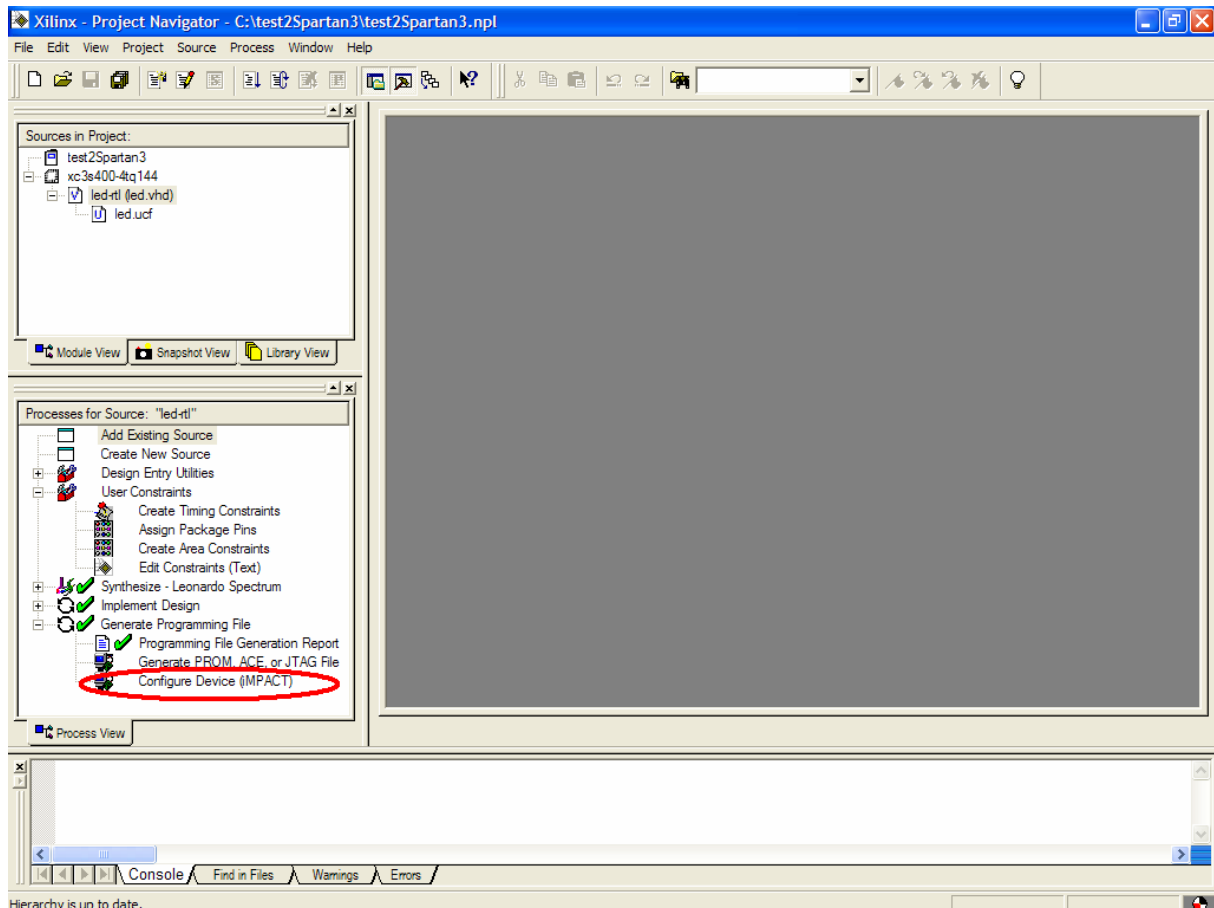 Xilinx - Project Navigator - C:\test2Spartan3\test2Spartan3.npl
File Edit View Project Source Process Window Help
Sources in Project:
test2Spartan3
xc3s400-4tq144
led-rtl (led.vhd)
led.ucf
Module View Snapshot View Library View
Processes for Source: "led-rtl"
Add Existing Source
Create New Source
Design Entry Utilities
User Constraints
Create Timing Constraints
Assign Package Pins
Create Area Constraints
Edit Constraints (Text)
Synthesize - Leonardo Spectrum
Implement Design
Generate Programming File
Programming File Generation Report
Generate PROM, ACE, or JTAG File
Configure Device (iMPACT)
Process View
Console Find in Files Warnings Errors
Hierarchy is up to date.